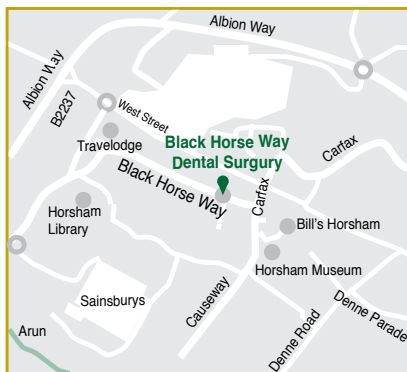 Albion Way
Albion Way
B2237
West Street
Travelodge
Black Horse Way
Dental Surgury
Carfax
Black Horse Way
Carfax
Horsham
Library
Bill's Horsham
Horsham Museum
Sainsburys
Causeway
Denne Parade
Denne Road
Arun